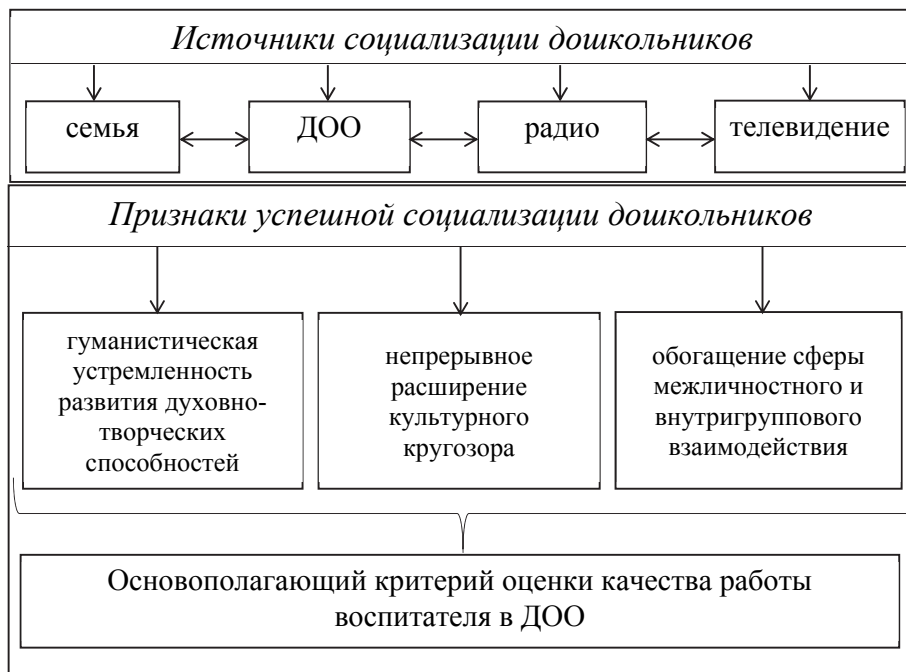 Источники социализации дошкольников
семья
ДОО
радио
телевидение
Признаки успешной социализации дошкольников
гуманистическая
устремленность
развития духовно-
творческих
способностей
непрерывное
расширение
культурного
кругозора
обогащение сферы
межличностного и
внутригруппового
взаимодействия
Основополагающий критерий оценки качества работы
воспитателя в ДОО